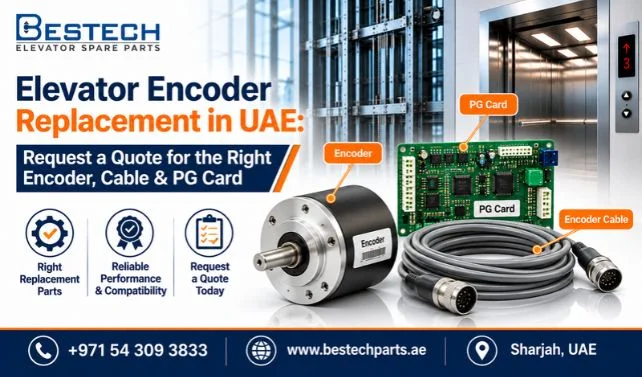 BESTECH
ELEVATOR SPARE PARTS
Elevator Encoder
Replacement in UAE:
Request a Quote for the Right
Encoder, Cable & PG Card
Right
Replacement
Parts
Reliable
Performance
& Compatibility
Request
a Quote
Today
Encoder
PG Card
Encoder Cable
Encoder
PG Card
3
+971 54 309 3833
www.bestechparts.ae
Sharjah, UAE